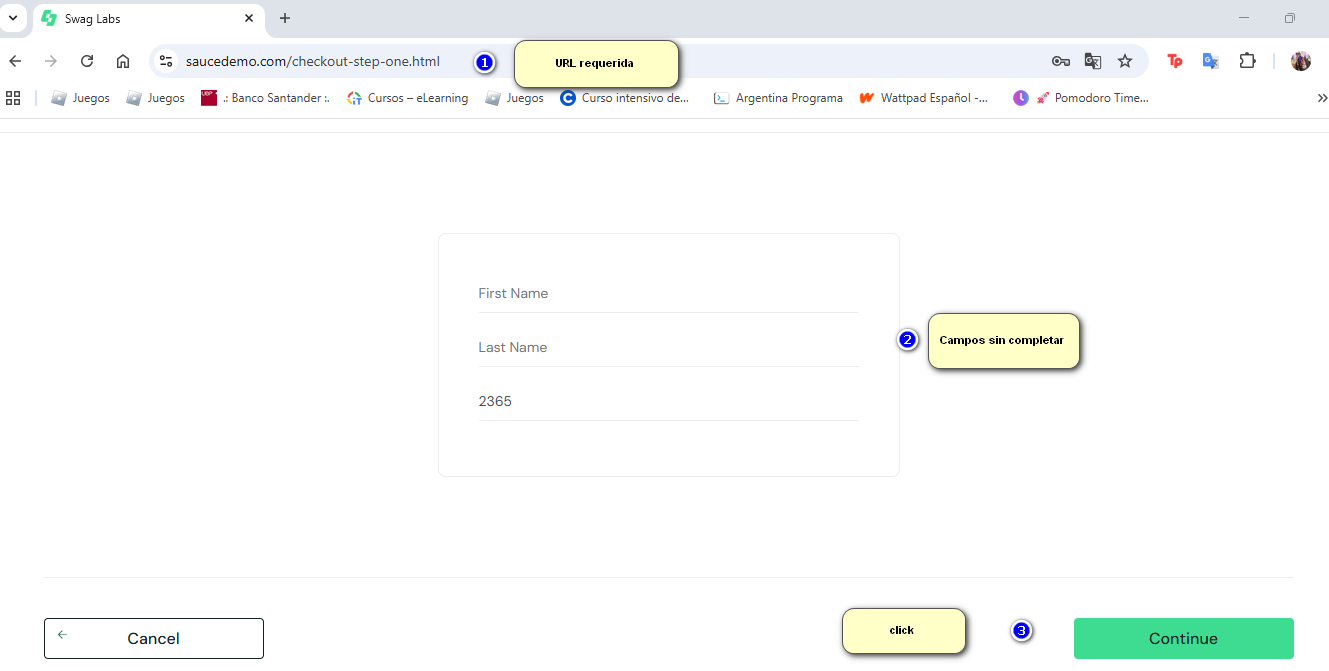 Swag Labs
saucedemo.com/checkout-step-one.html
1
URL requerida
Juegos
Juegos
.: Banco Santander :.
Cursos – eLearning
Juegos
Curso intensivo de...
Argentina Programa
Wattpad Español -...
🚀 Pomodoro Time...
First Name
Last Name
2
Campos sin completar
2365
click
3
Cancel
Continue